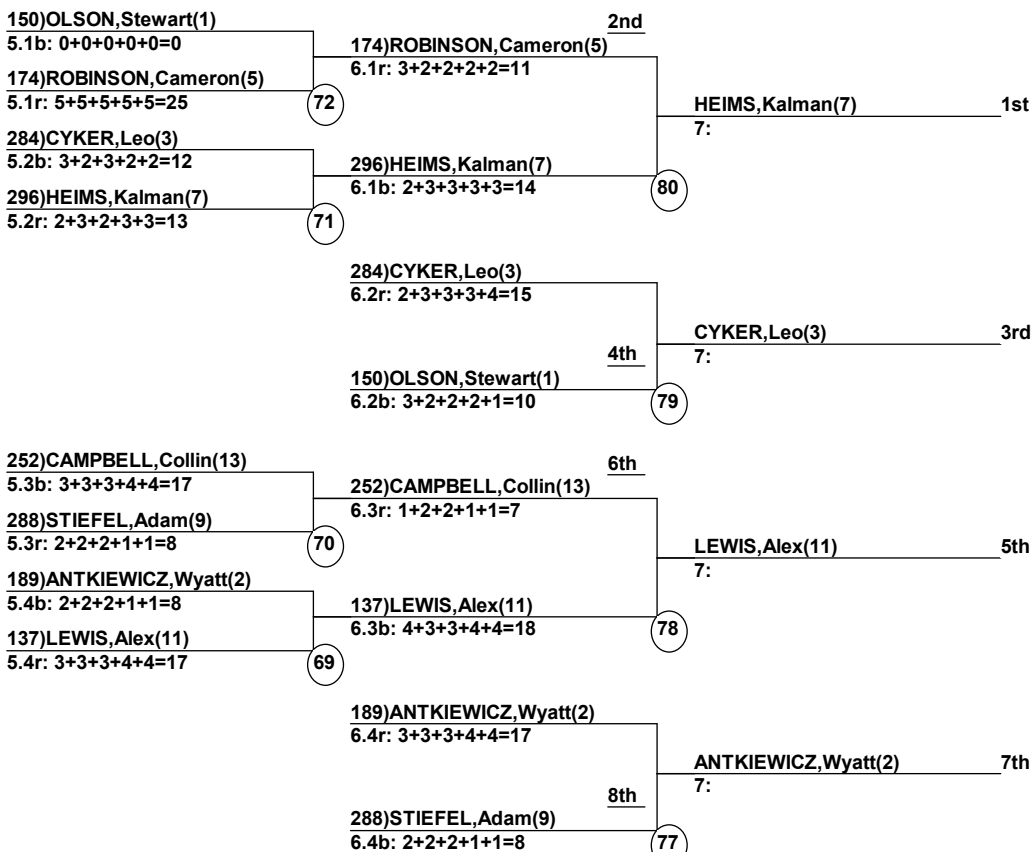 150)OLSON,Stewart(1)
5.1b: 0+0+0+0+0=0
174)ROBINSON,Cameron(5)
5.1r: 5+5+5+5+5=25
72
284)CYKER,Leo(3)
5.2b: 3+2+3+2+2=12
296)HEIMS,Kalman(7)
5.2r: 2+3+2+3+3=13
71
2nd
174)ROBINSON,Cameron(5)
6.1r: 3+2+2+2+2=11
296)HEIMS,Kalman(7)
6.1b: 2+3+3+3+3=14
80
HEIMS,Kalman(7) 1st
7:
284)CYKER,Leo(3)
6.2r: 2+3+3+3+4=15
4th
150)OLSON,Stewart(1)
6.2b: 3+2+2+2+1=10
79
CYKER,Leo(3) 3rd
7:
252)CAMPBELL,Collin(13)
5.3b: 3+3+3+4+4=17
288)STIEFEL,Adam(9)
5.3r: 2+2+2+1+1=8
70
189)ANTKIEWICZ,Wyatt(2)
5.4b: 2+2+2+1+1=8
137)LEWIS,Alex(11)
5.4r: 3+3+3+4+4=17
69
6th
252)CAMPBELL,Collin(13)
6.3r: 1+2+2+1+1=7
137)LEWIS,Alex(11)
6.3b: 4+3+3+4+4=18
78
LEWIS,Alex(11) 5th
7:
189)ANTKIEWICZ,Wyatt(2)
6.4r: 3+3+3+4+4=17
8th
288)STIEFEL,Adam(9)
6.4b: 2+2+2+1+1=8
77
ANTKIEWICZ,Wyatt(2) 7th
7: